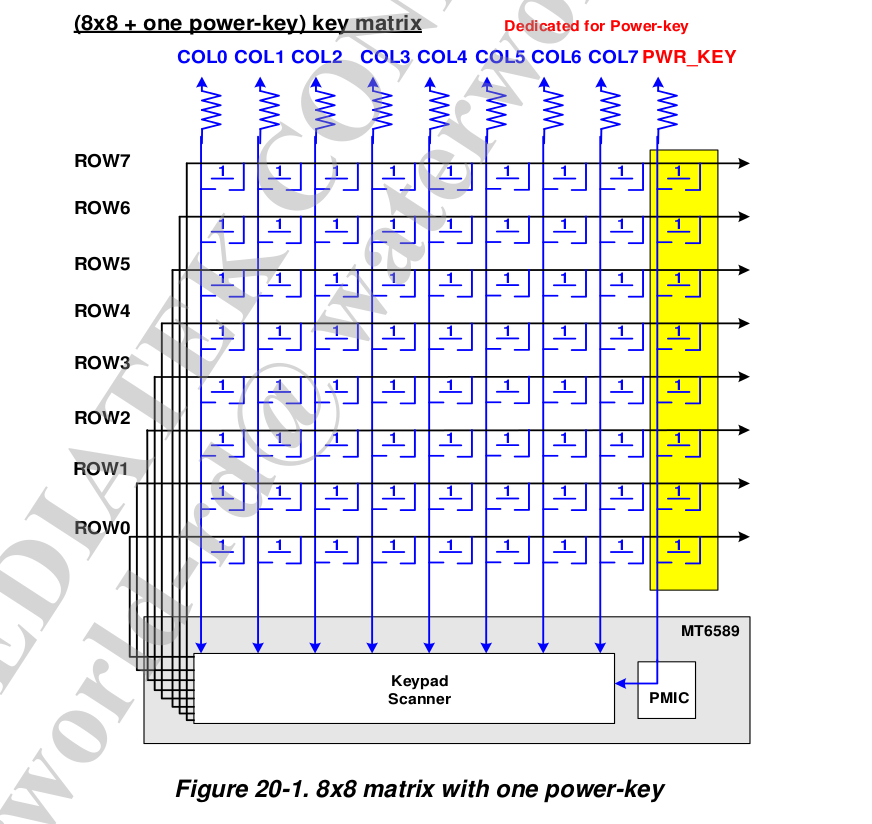 (8x8 + one power-key) key matrix
Dedicated for Power-key
COL0 COL1 COL2 COL3 COL4 COL5 COL6 COL7 PWR_KEY
ROW7
1 1 1 1 1 1 1 1 1
ROW6
1 1 1 1 1 1 1 1 1
ROW5
1 1 1 1 1 1 1 1 1
ROW4
1 1 1 1 1 1 1 1 1
ROW3
1 1 1 1 1 1 1 1 1
ROW2
1 1 1 1 1 1 1 1 1
ROW1
1 1 1 1 1 1 1 1 1
ROW0
1 1 1 1 1 1 1 1 1
MT6589
Keypad
Scanner
PMIC
Figure 20-1. 8x8 matrix with one power-key